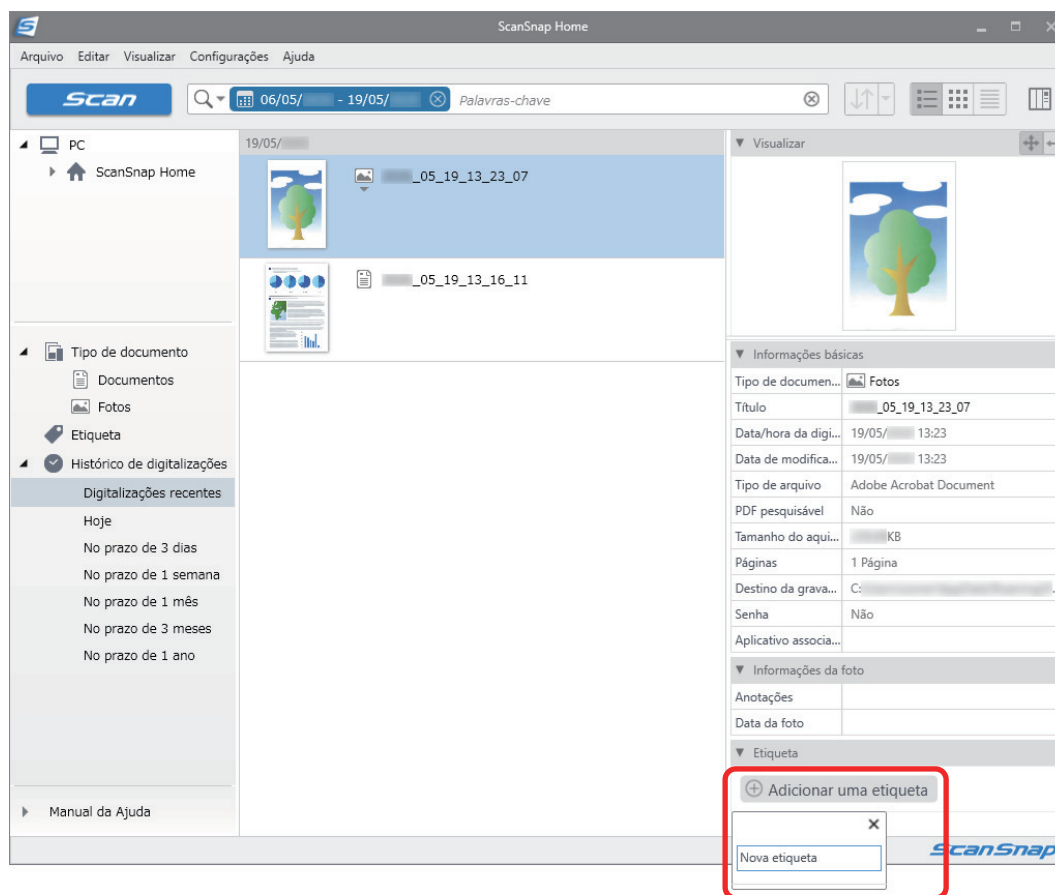 ScanSnap Home
Arquivo Editar Visualizar Configurações Ajuda
Scan
06/05/ - 19/05/
Palavras-chave
PC
ScanSnap Home
Tipo de documento
Documentos
Fotos
Etiqueta
Histórico de digitalizações
Digitalizações recentes
Hoje
No prazo de 3 dias
No prazo de 1 semana
No prazo de 1 mês
No prazo de 3 meses
No prazo de 1 ano
Manual da Ajuda
19/05/
_05_19_13_23_07
_05_19_13_16_11
Visualizar
Informações básicas
Tipo de documen... Fotos
Título _05_19_13_23_07
Data/hora da digi... 19/05/ 13:23
Data de modifica... 19/05/ 13:23
Tipo de arquivo Adobe Acrobat Document
PDF pesquisável Não
Tamanho do aqui... KB
Páginas 1 Página
Destino da grava... C:
Senha Não
Aplicativo associa...
Informações da foto
Anotações
Data da foto
Etiqueta
Adicionar uma etiqueta
Nova etiqueta
ScanSnap